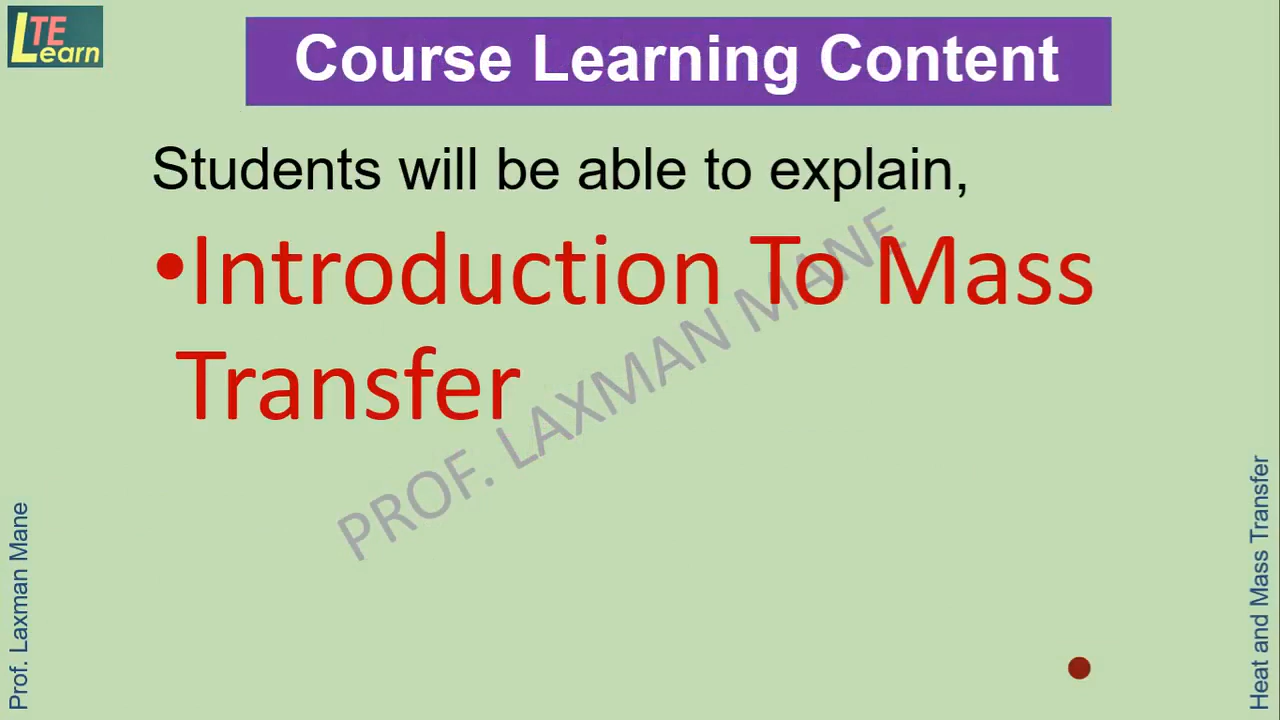 LTE Learn
Course Learning Content
Students will be able to explain,
•Introduction To Mass
Transfer
PROF. LAXMAN MANE
Prof. Laxman Mane
Heat and Mass Transfer